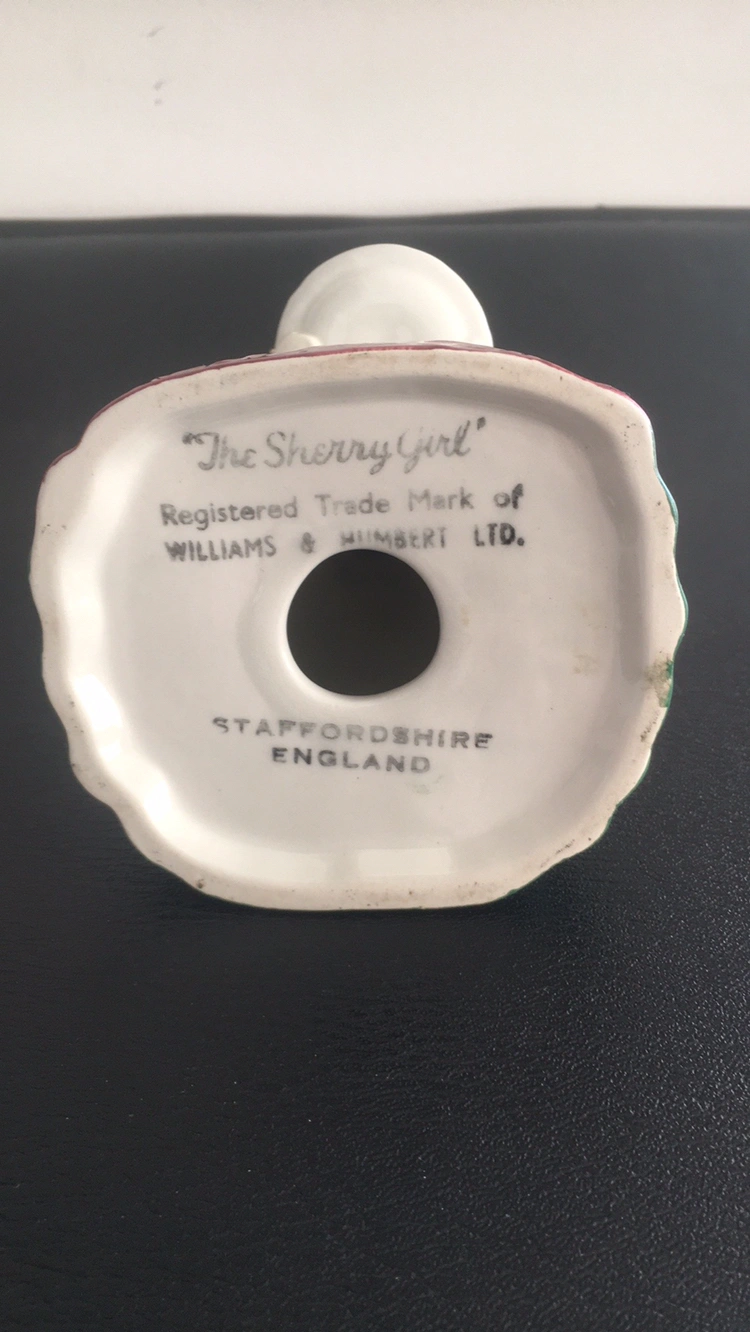 "The Sherry Girl"
Registered Trade Mark of
WILLIAMS & HUMBERT LTD.
STAFFORDSHIRE
ENGLAND